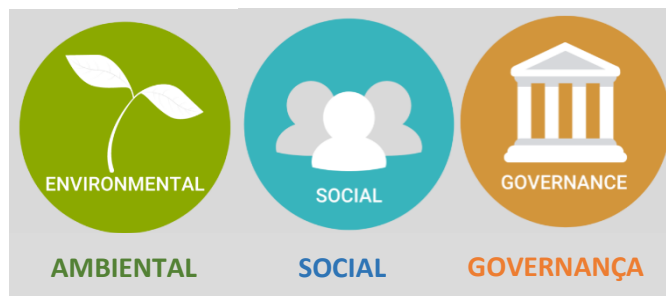 ENVIRONMENTAL
SOCIAL
GOVERNANCE
AMBIENTAL
SOCIAL
GOVERNANÇA